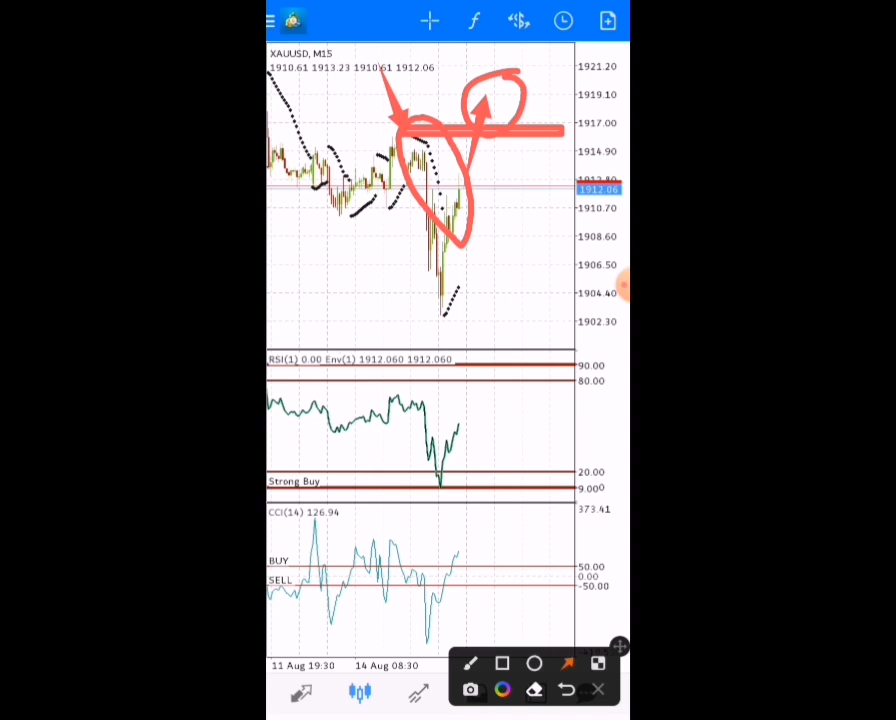 XAUUSD, M15
1910.61 1913.23 1910.61 1912.06
1921.20
1919.10
1917.00
1914.90
1912.06
1910.70
1908.60
1906.50
1904.40
1902.30
RSI(1) 0.00 Env(1) 1912.060 1912.060
90.00
80.00
20.00
Strong Buy
9.000
CCI(14) 126.94
373.41
BUY
50.00
0.00
SELL
-50.00
11 Aug 19:30 14 Aug 08:30